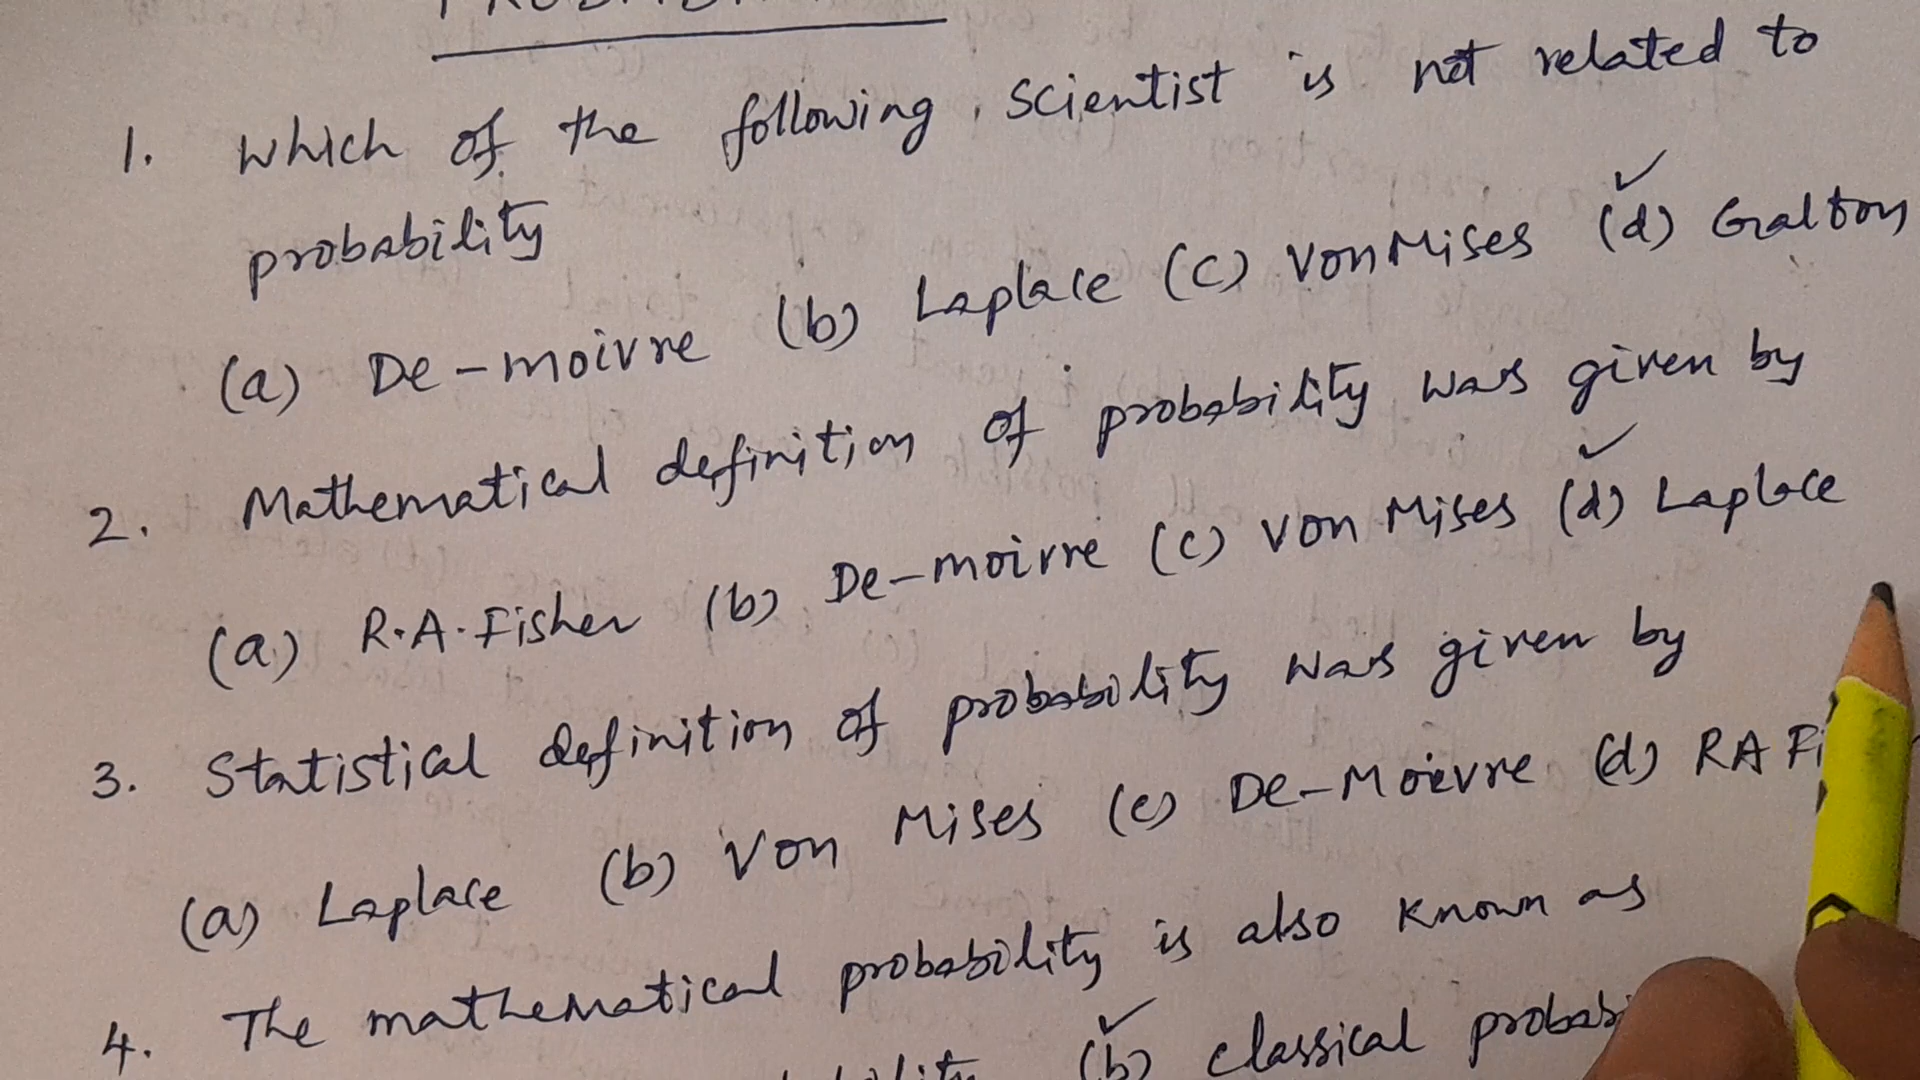 1. Which of the following scientist is not related to
probability
(a) De-moivre (b) Laplace (c) Von Mises (d) Galton
2. Mathematical definition of probability was given by
(a) R.A. Fisher (b) De-moivre (c) Von Mises (d) Laplace
3. Statistical definition of probability was given by
(a) Laplace (b) Von Mises (c) De-Moivre (d) RA
4. The mathematical probability is also known as
(b) classical